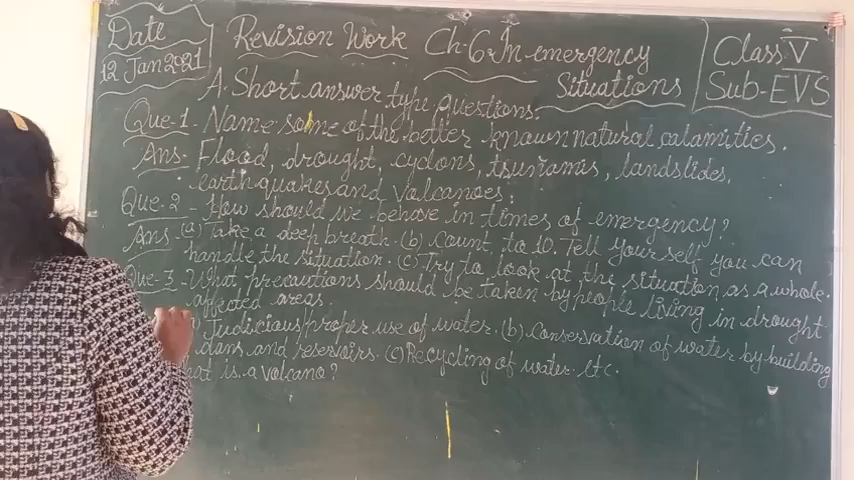 Date
12 Jan 2021
Revision Work Ch-6 In emergency
Situations
Class V
Sub-EVS
A. Short answer type questions.
Que-1- Name some of the better known natural calamities.
Ans- Flood, drought, cyclons, tsunamis, landslides,
earthquakes and volcanoes.
Que-2 - How should we behave in times of emergency?
Ans- (a) Take a deep breath. (b) Count to 10. Tell your self you can
handle the situation. (c) Try to look at the situation as a whole.
Que-3 - What precautions should be taken by people living in drought
affected areas.
Judicious/proper use of water. (b) Conservation of water by building
dams and reservoirs. (c) Recycling of water etc.
hat is a volcano?